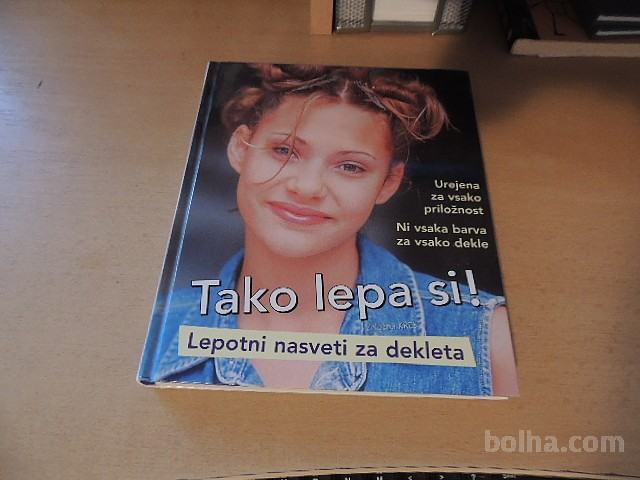 Urejena
za vsako
priložnost
Ni vsaka barva
za vsako dekle
Tako lepa si!
Lepotni nasveti za dekleta
bolha.com